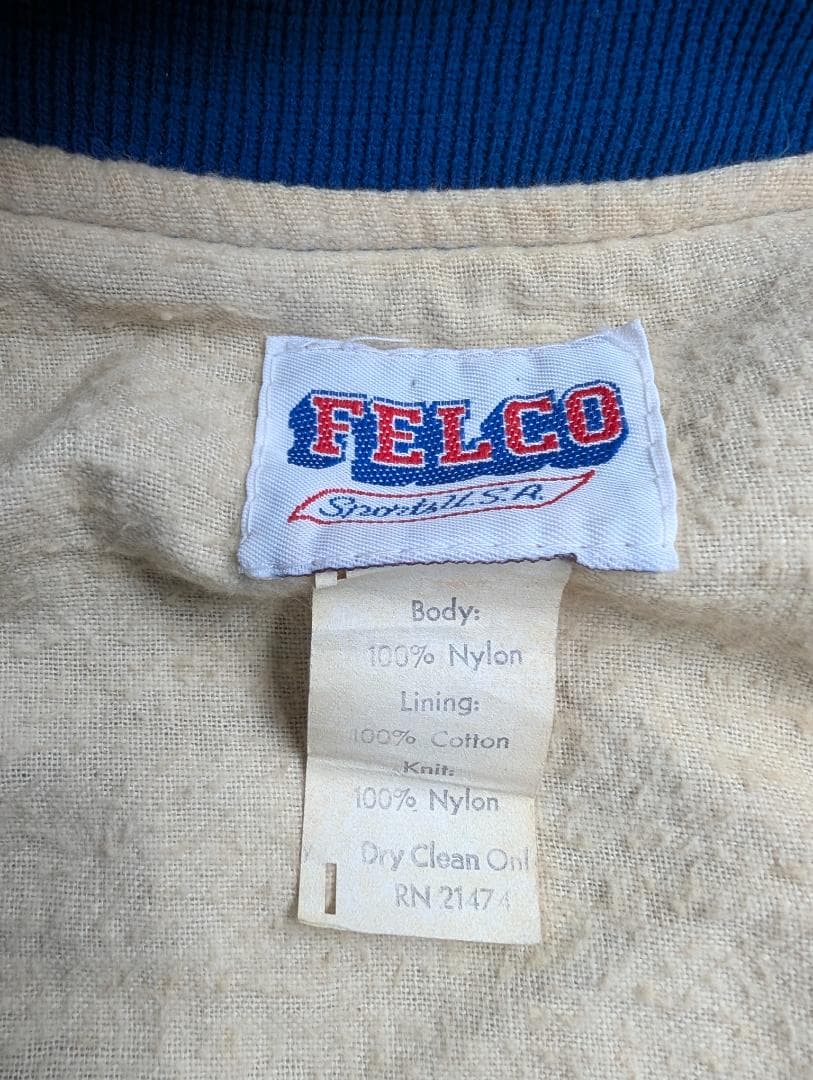 FELCO
Sports U.S.A.
Body:
100% Nylon
Lining:
100% Cotton
Knit:
100% Nylon
Dry Clean Onl
RN 21474